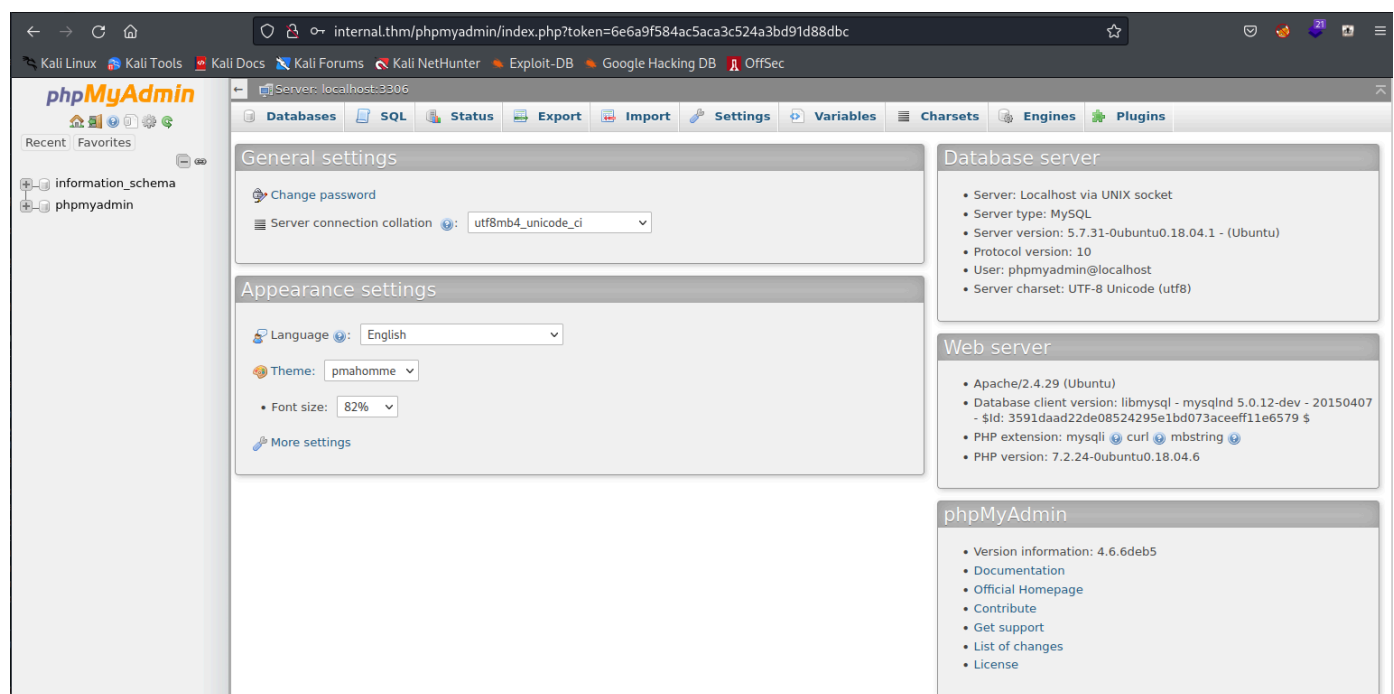 internal.thm/phpmyadmin/index.php?token=6e6a9f584ac5aca3c524a3bd91d88dbc
21
Kali Linux Kali Tools Kali Docs Kali Forums Kali NetHunter Exploit-DB Google Hacking DB OffSec
phpMyAdmin
Recent Favorites
information_schema
phpmyadmin
Server: localhost:3306
Databases SQL Status Export Import Settings Variables Charsets Engines Plugins
General settings
Change password
Server connection collation : utf8mb4_unicode_ci
Appearance settings
Language : English
Theme: pmahomme
• Font size: 82%
More settings
Database server
• Server: Localhost via UNIX socket
• Server type: MySQL
• Server version: 5.7.31-0ubuntu0.18.04.1 - (Ubuntu)
• Protocol version: 10
• User: phpmyadmin@localhost
• Server charset: UTF-8 Unicode (utf8)
Web server
• Apache/2.4.29 (Ubuntu)
• Database client version: libmysql - mysqlnd 5.0.12-dev - 20150407
- $Id: 3591daad22de08524295e1bd073aceeff11e6579 $
• PHP extension: mysqli curl mbstring
• PHP version: 7.2.24-0ubuntu0.18.04.6
phpMyAdmin
• Version information: 4.6.6deb5
• Documentation
• Official Homepage
• Contribute
• Get support
• List of changes
• License